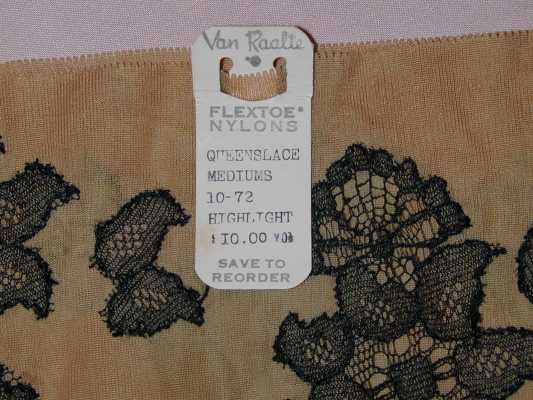 Van Raalte
FLEXTOE®
NYLONS
QUEENSLACE
MEDIUMS
10-72
HIGHLIGHT
$10.00
SAVE TO
REORDER